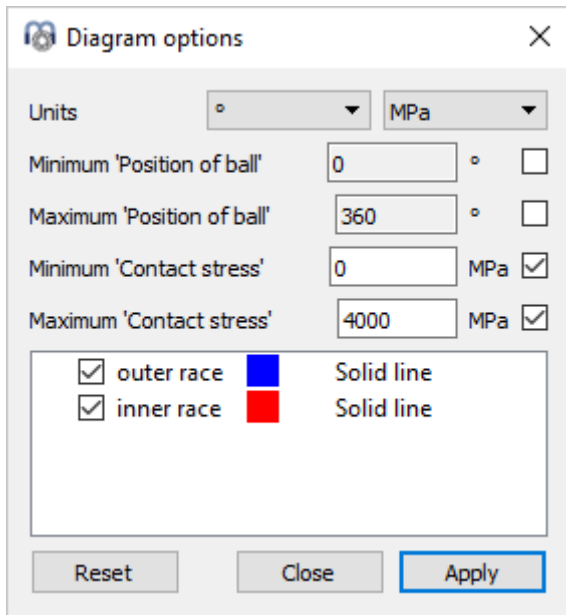 Diagram options
Units ° MPa
Minimum 'Position of ball' 0 °
Maximum 'Position of ball' 360 °
Minimum 'Contact stress' 0 MPa
Maximum 'Contact stress' 4000 MPa
outer race Solid line
inner race Solid line
Reset Close Apply